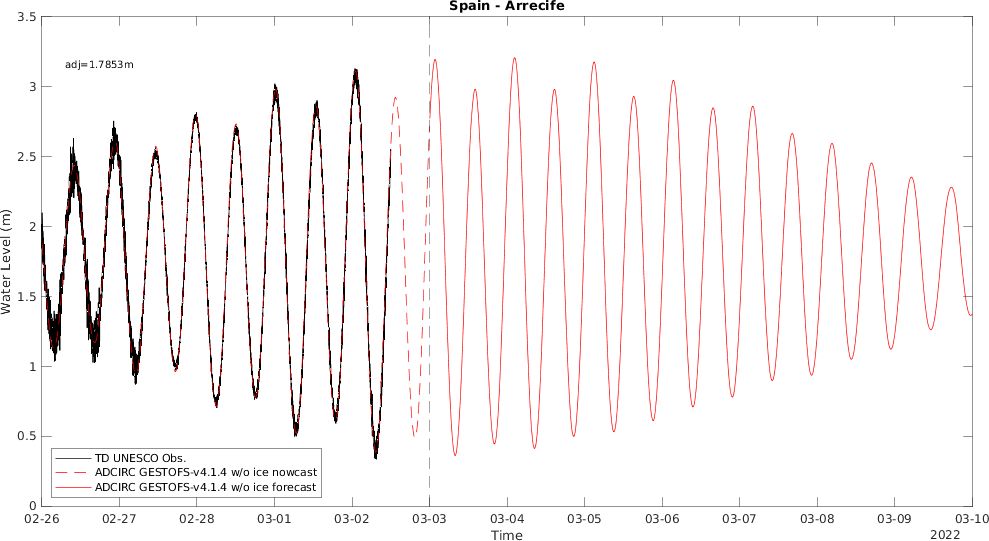 Spain - Arrecife
3.5
adj=1.7853m
3
2.5
2
1.5
1
0.5
0
Water Level (m)
TD UNESCO Obs.
ADCIRC GESTOFS-v4.1.4 w/o ice nowcast
ADCIRC GESTOFS-v4.1.4 w/o ice forecast
02-26 02-27 02-28 03-01 03-02 03-03 03-04 03-05 03-06 03-07 03-08 03-09 03-10
Time
2022